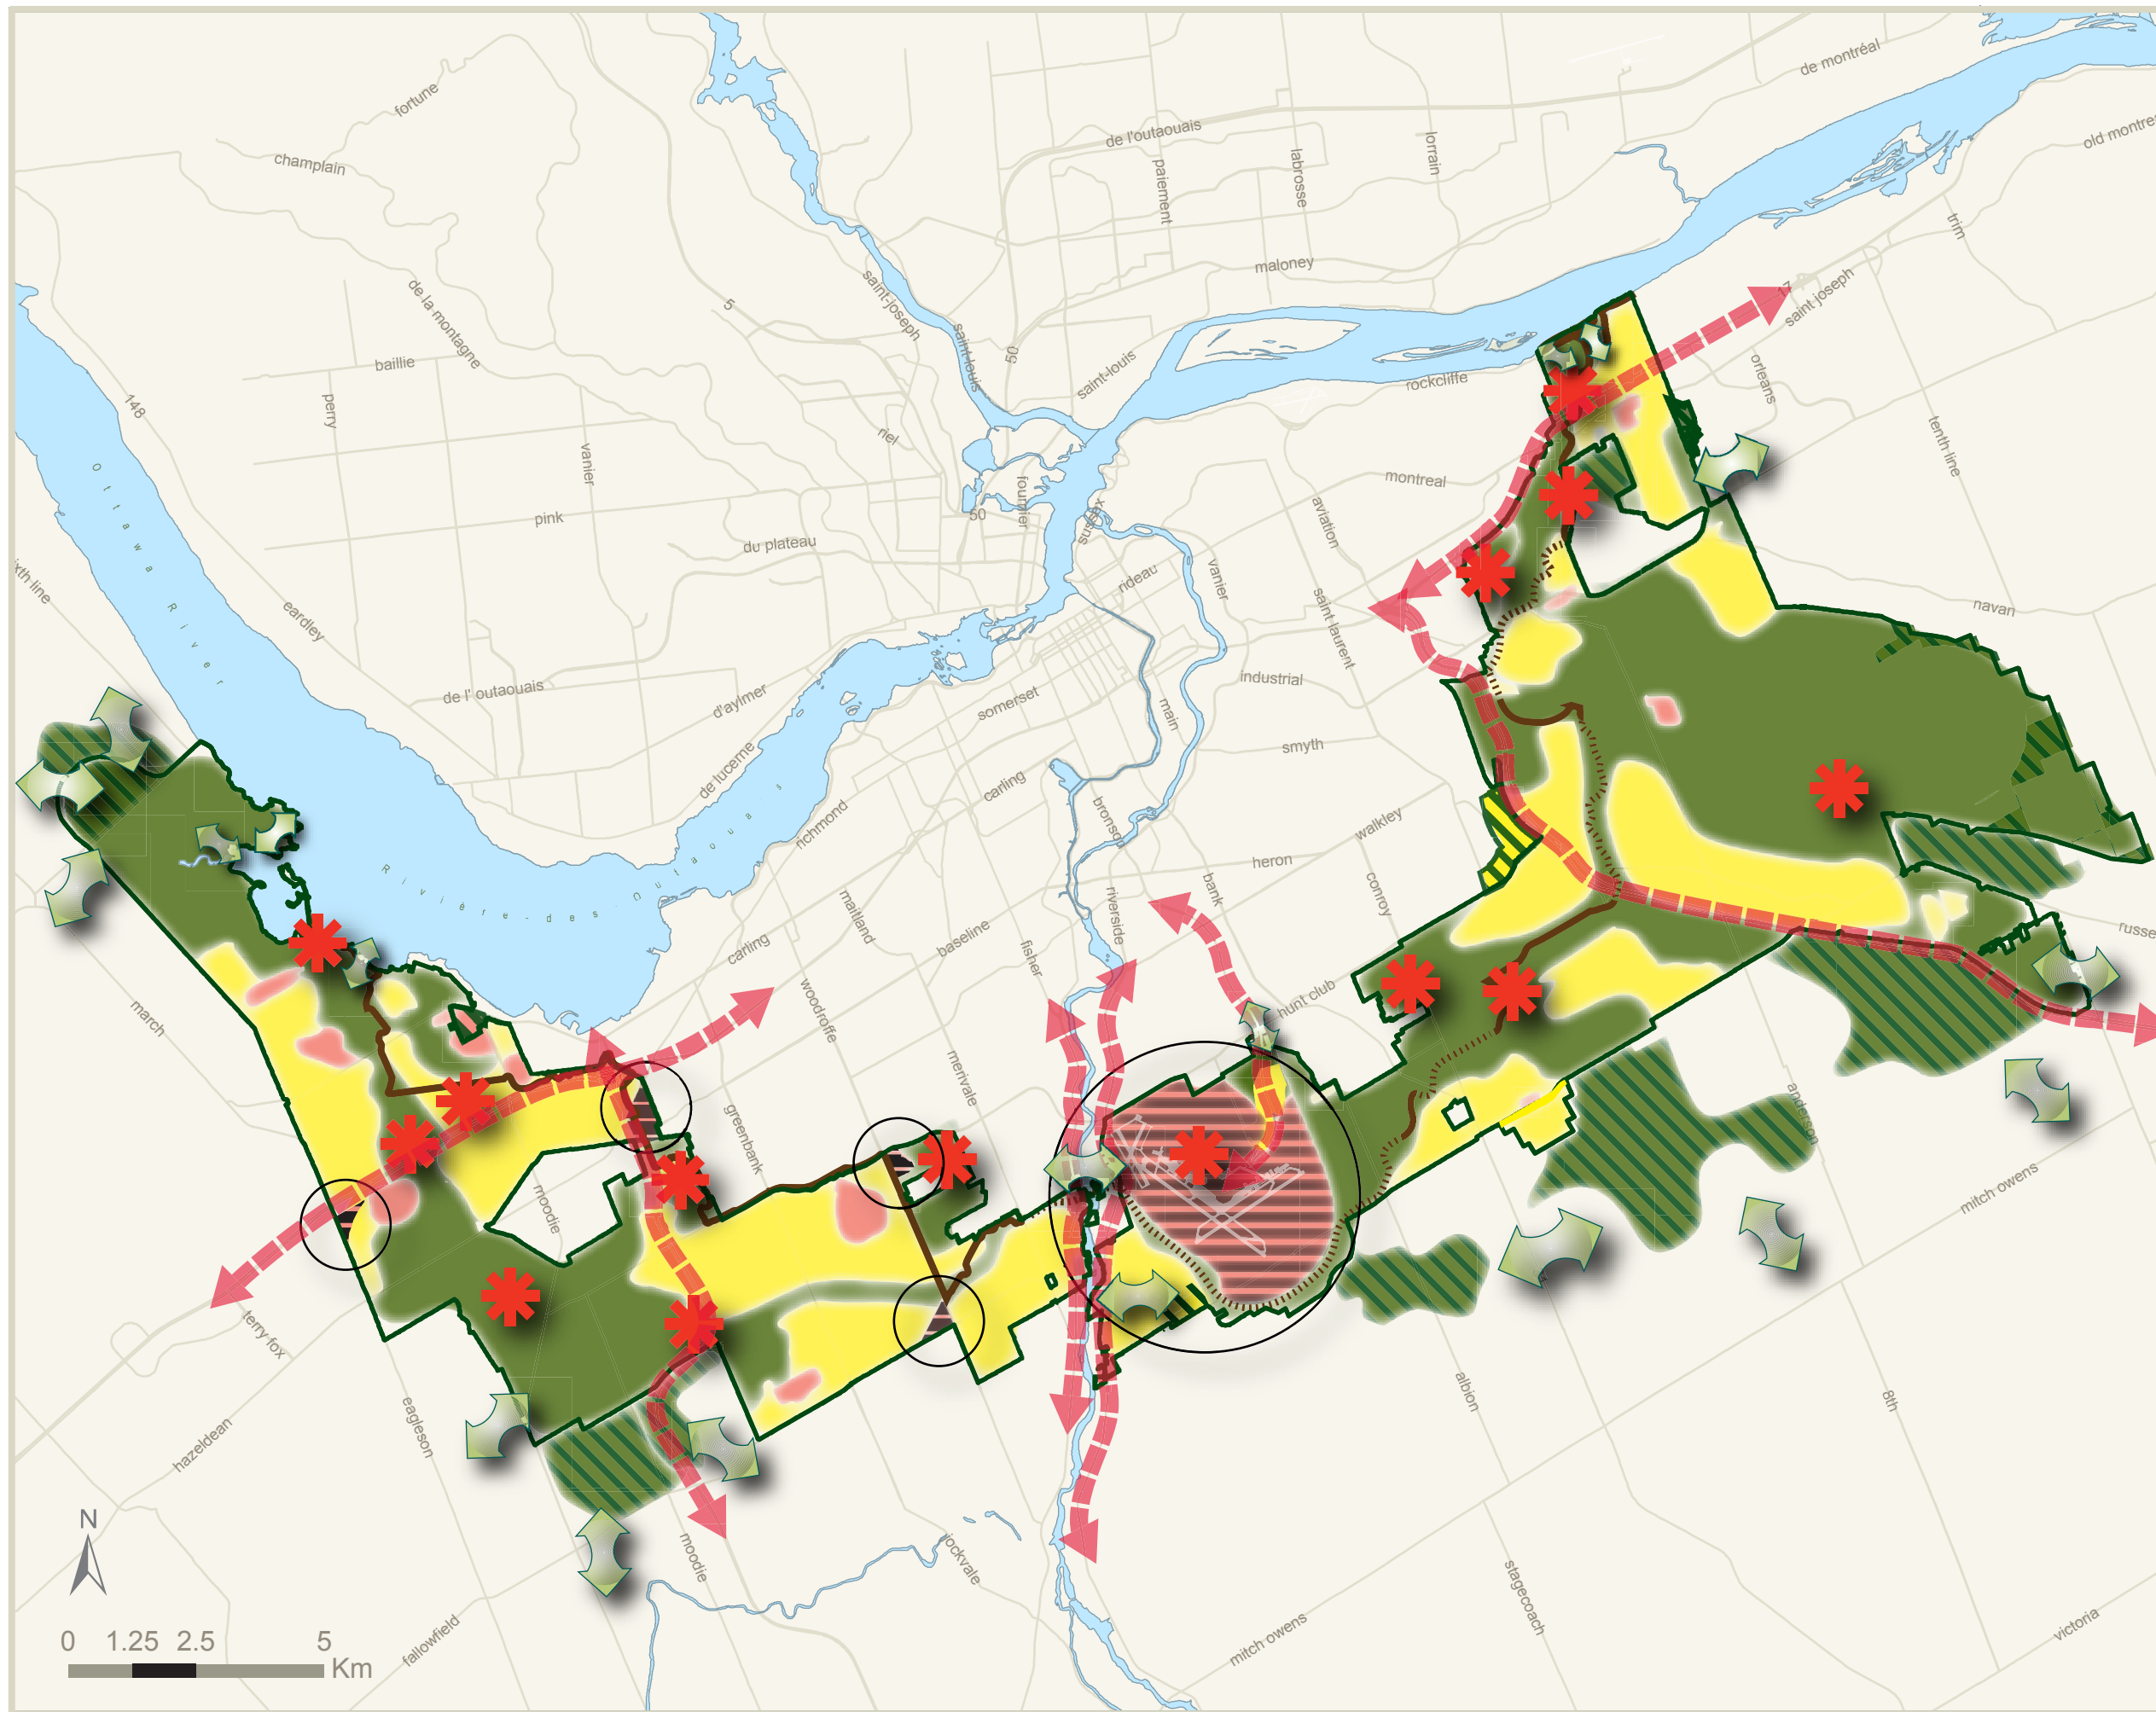 de montréal
fortune
old montre
de l'outaouais
champlain
paiement
labrosse
lorrain
trim
maloney
17
saint joseph
saint-joseph
5
de la montagne
50
saint-louis
saint-louis
baillie
148
perry
rockcliffe
orleans
riel
tenth line
vanier
montreal
fournier
50
sussex
aviation
pink
du plateau
Ottawa River
rideau
vanier
xth line
navan
eardley
saint-laurent
industrial
de l' outaouais
d'aylmer
somerset
main
smyth
de lucerne
carling
richmond
bronson
walkley
heron
Rivière-des-Outaouais
bank
conroy
riverside
maitland
russe
carling
baseline
fisher
hunt club
march
woodroffe
merivale
greenbank
anderson
moodie
mitch owens
terry fox
albion
8th
eagleson
hazeldean
N
moodie
stagecoach
fallowfield
mitch owens
victoria
0 1.25 2.5 5
Km